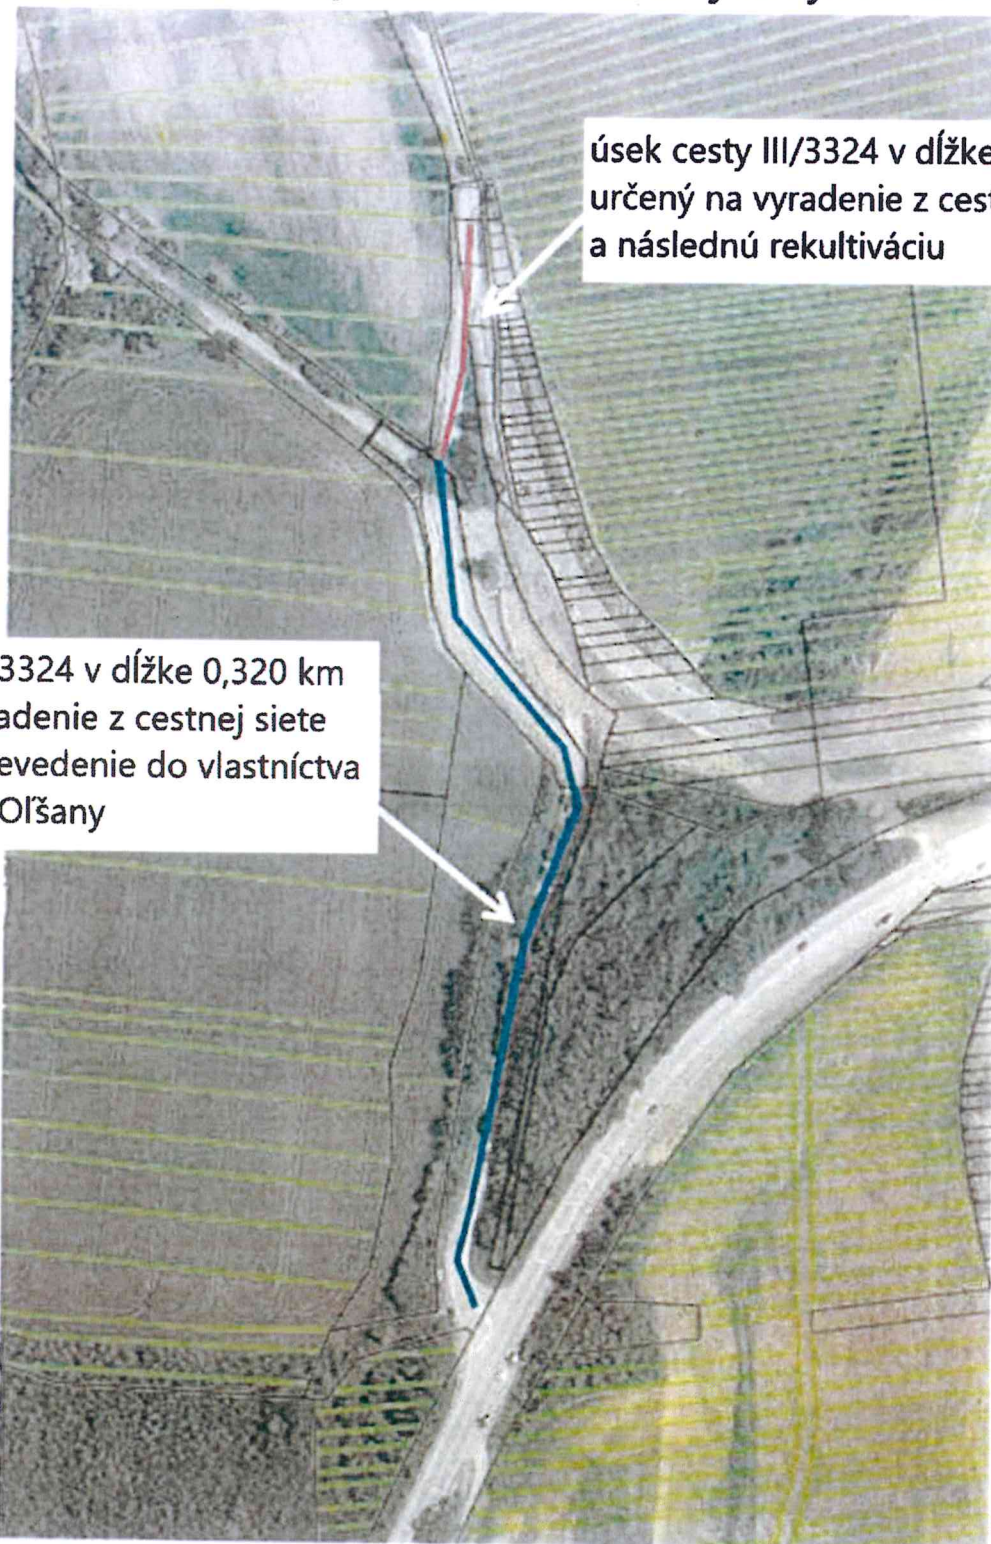 úsek cesty III/3324 v dĺžke
určený na vyradenie z cest
a následnú rekultiváciu
3324 v dĺžke 0,320 km
adenie z cestnej siete
evedenie do vlastníctva
Oľšany